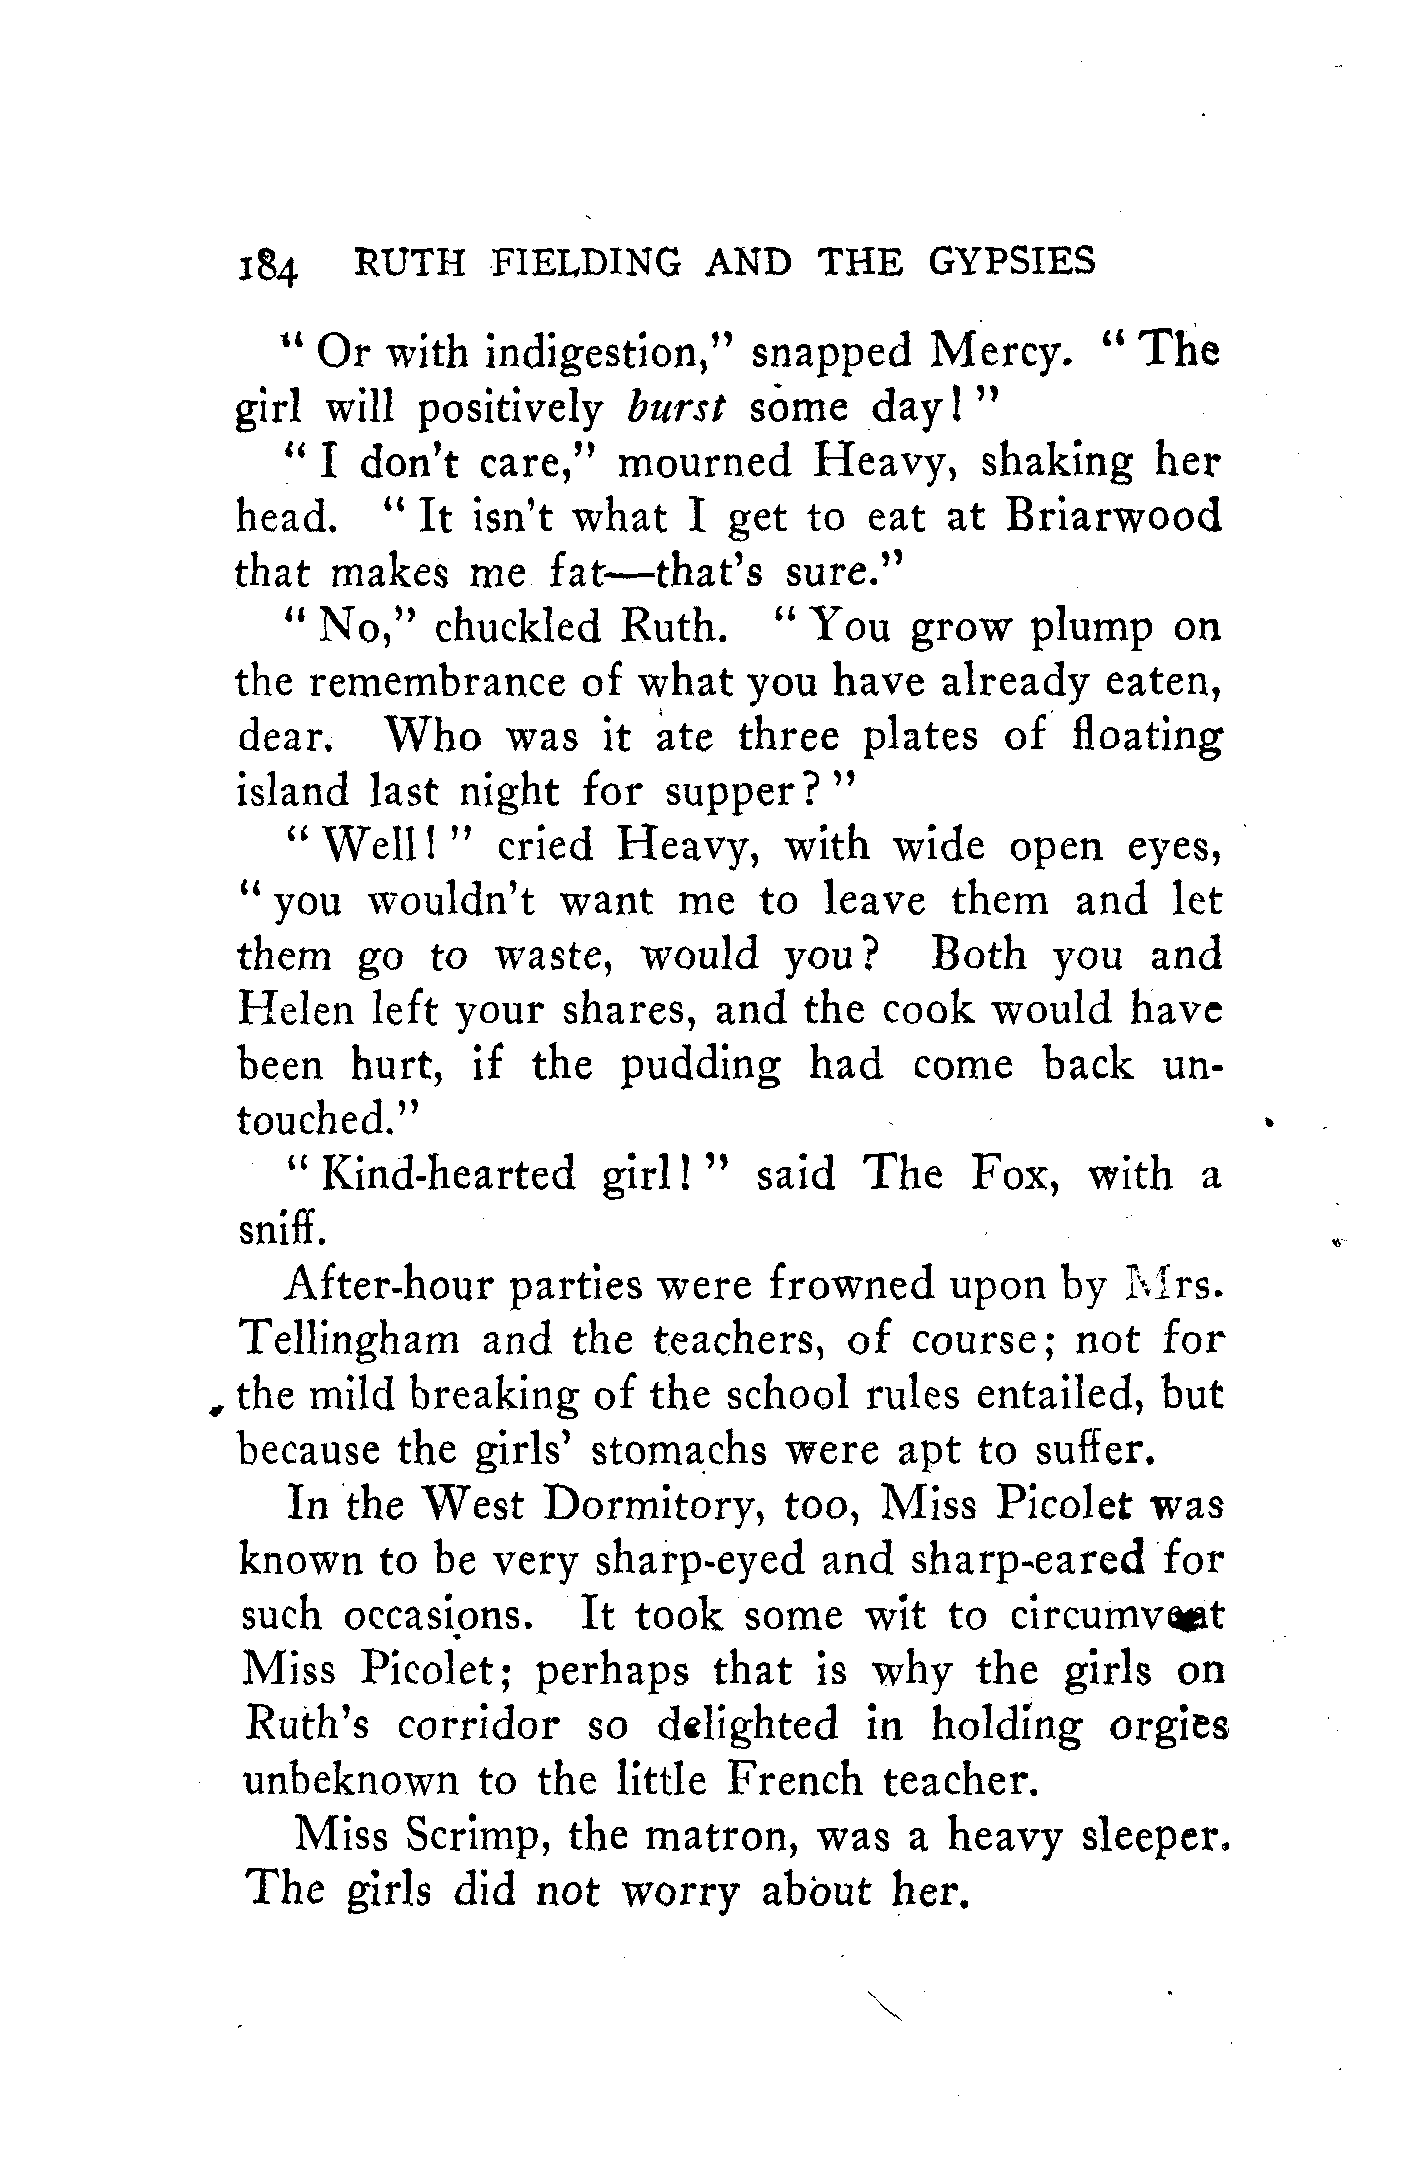 184 RUTH FIELDING AND THE GYPSIES
"Or with indigestion," snapped Mercy. "The
girl will positively burst some day!"
"I don't care," mourned Heavy, shaking her
head. "It isn't what I get to eat at Briarwood
that makes me fat—that's sure."
"No," chuckled Ruth. "You grow plump on
the remembrance of what you have already eaten,
dear. Who was it ate three plates of floating
island last night for supper?"
"Well!" cried Heavy, with wide open eyes,
"you wouldn't want me to leave them and let
them go to waste, would you? Both you and
Helen left your shares, and the cook would have
been hurt, if the pudding had come back un-
touched."
"Kind-hearted girl!" said The Fox, with a
sniff.
After-hour parties were frowned upon by Mrs.
Tellingham and the teachers, of course; not for
the mild breaking of the school rules entailed, but
because the girls' stomachs were apt to suffer.
In the West Dormitory, too, Miss Picolet was
known to be very sharp-eyed and sharp-eared for
such occasions. It took some wit to circumvent
Miss Picolet; perhaps that is why the girls on
Ruth's corridor so delighted in holding orgies
unbeknown to the little French teacher.
Miss Scrimp, the matron, was a heavy sleeper.
The girls did not worry about her.